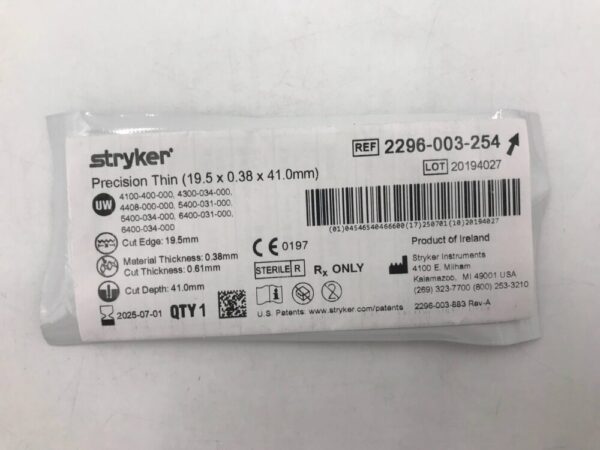 stryker
REF 2296-003-254
LOT 20194027
Precision Thin (19.5 x 0.38 x 41.0mm)
UW
4100-400-000, 4300-034-000,
4408-000-000, 5400-031-000,
5400-034-000, 6400-031-000,
6400-034-000
(01)04546540466600(17)250701(10)20194027
Cut Edge: 19.5mm
Material Thickness: 0.38mm
Cut Thickness: 0.61mm
Cut Depth: 41.0mm
2025-07-01 QTY 1
CE 0197
STERILE R Rx ONLY
U.S. Patents: www.stryker.com/patents
Product of Ireland
Stryker Instruments
4100 E. Milham
Kalamazoo, MI 49001 USA
(269) 323-7700 (800) 253-3210
2296-003-883 Rev-A